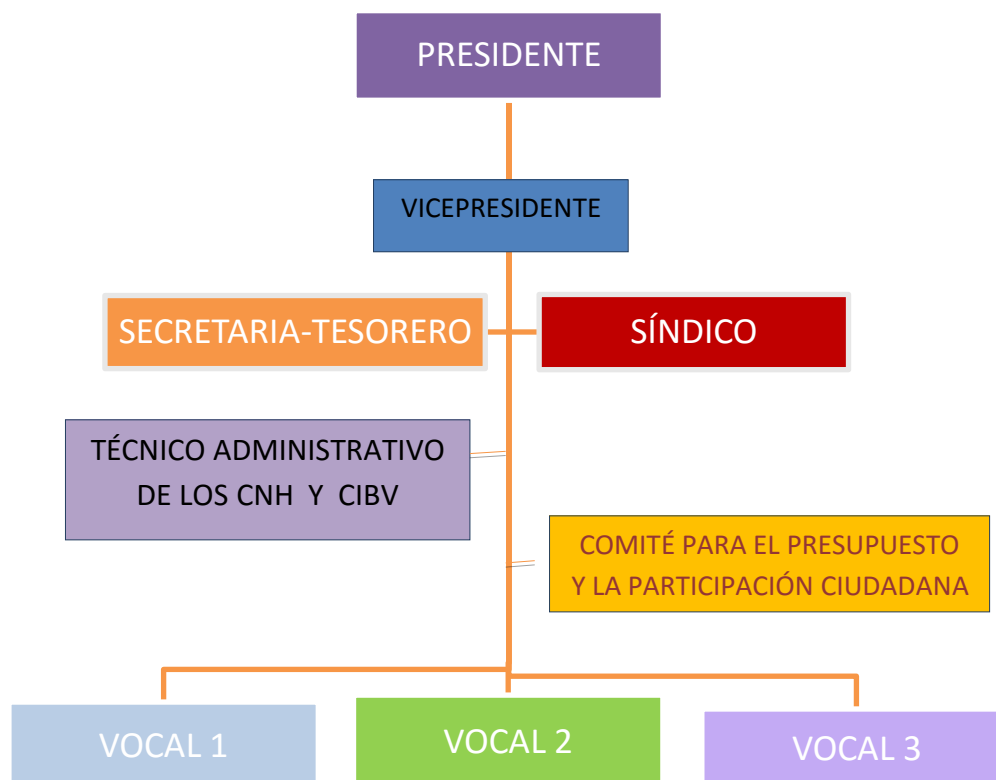 PRESIDENTE
VICEPRESIDENTE
SECRETARIA-TESORERO
SÍNDICO
TÉCNICO ADMINISTRATIVO
DE LOS CNH Y CIBV
COMITÉ PARA EL PRESUPUESTO
Y LA PARTICIPACIÓN CIUDADANA
VOCAL 1
VOCAL 2
VOCAL 3